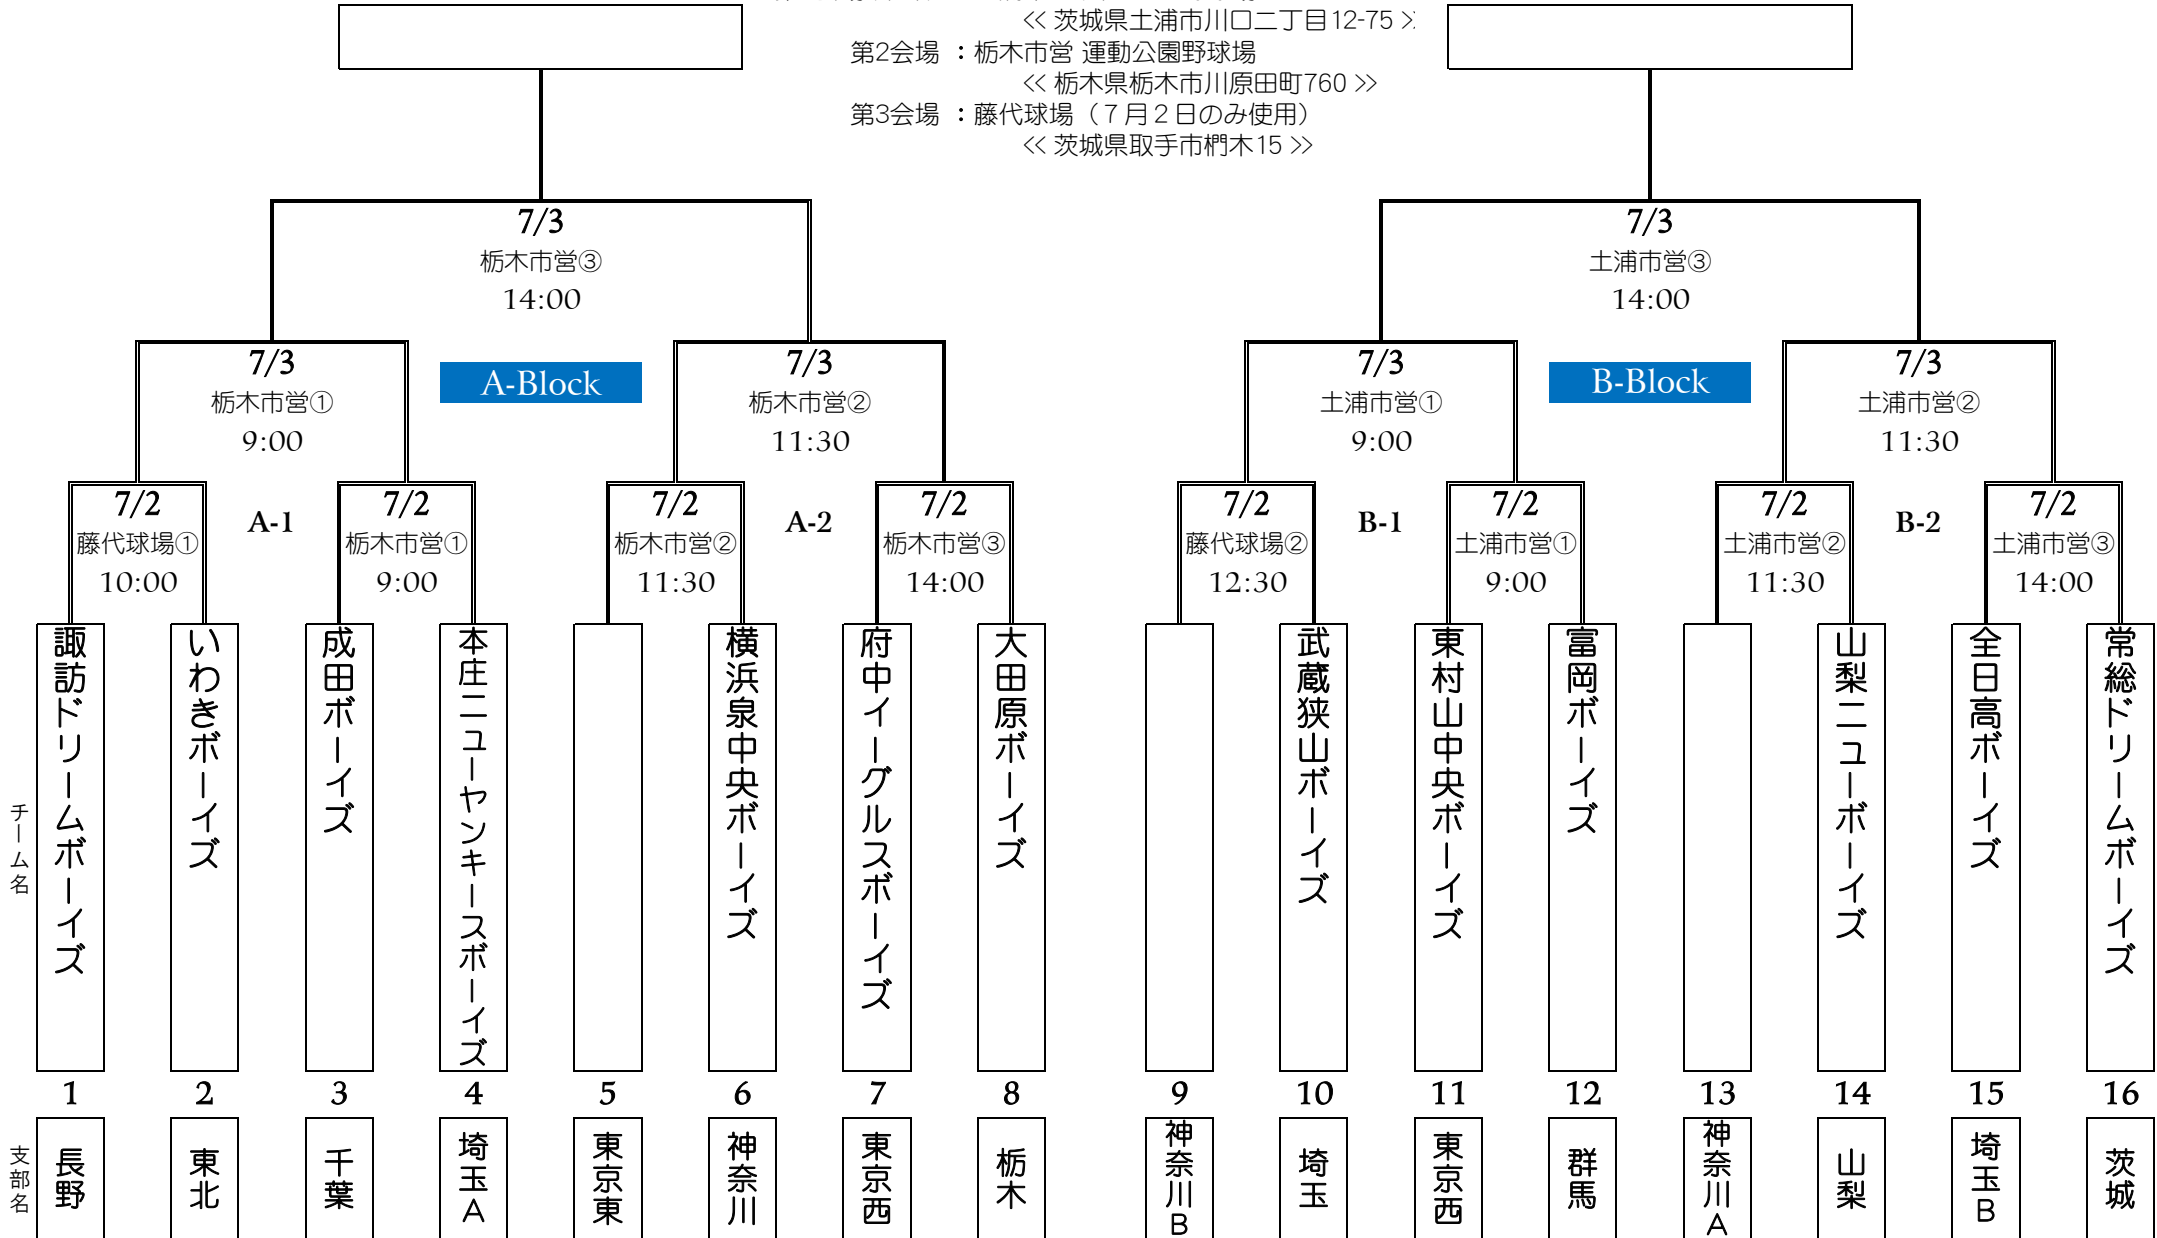 ≪ 茨城県土浦市川口二丁目12-75
第2会場 ：栃木市営 運動公園野球場
≪ 栃木県栃木市川原田町760 ≫
第3会場 ：藤代球場（７月２日のみ使用）
≪ 茨城県取手市椚木15 ≫
7/3
栃木市営③
14:00
7/3
土浦市営③
14:00
7/3
栃木市営①
9:00
A-Block
7/3
栃木市営②
11:30
7/3
土浦市営①
9:00
B-Block
7/3
土浦市営②
11:30
7/2
藤代球場①
10:00
A-1
7/2
栃木市営①
9:00
7/2
栃木市営②
11:30
A-2
7/2
栃木市営③
14:00
7/2
藤代球場②
12:30
B-1
7/2
土浦市営①
9:00
7/2
土浦市営②
11:30
B-2
7/2
土浦市営③
14:00
チーム名
諏訪ドリームボーイズ
いわきボーイズ
成田ボーイズ
本庄ニューヤンキースボーイズ
横浜泉中央ボーイズ
府中イーグルスボーイズ
大田原ボーイズ
武蔵狭山ボーイズ
東村山中央ボーイズ
富岡ボーイズ
山梨ニューボーイズ
全日高ボーイズ
常総ドリームボーイズ
1 2 3 4 5 6 7 8 9 10 11 12 13 14 15 16
支部名
長野
東北
千葉
埼玉A
東京東
神奈川
東京西
栃木
神奈川B
埼玉
東京西
群馬
神奈川A
山梨
埼玉B
茨城